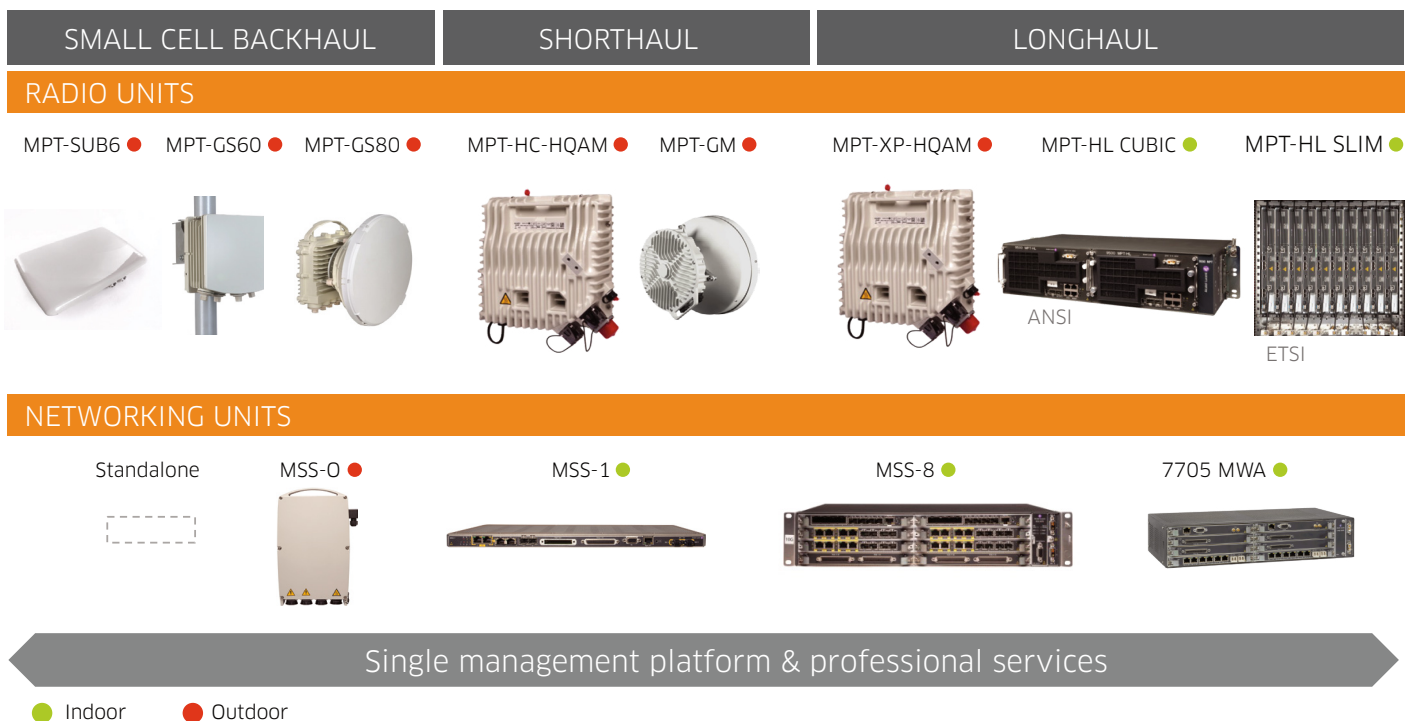 SMALL CELL BACKHAUL
SHORTHAUL
LONGHAUL
RADIO UNITS
MPT-SUB6
MPT-GS60
MPT-GS80
MPT-HC-HQAM
MPT-GM
MPT-XP-HQAM
MPT-HL CUBIC
MPT-HL SLIM
ANSI
ETSI
NETWORKING UNITS
Standalone
MSS-O
MSS-1
MSS-8
7705 MWA
Single management platform & professional services
Indoor
Outdoor